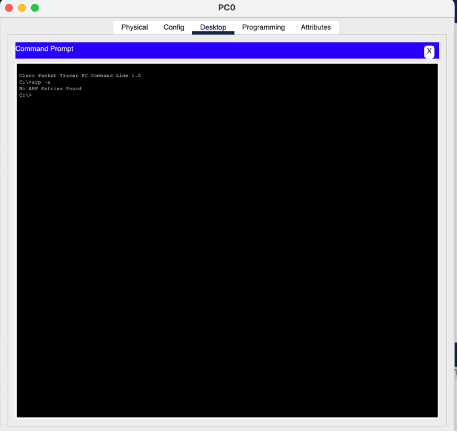 PC0
Physical Config Desktop Programming Attributes
Command Prompt
X
Cisco Packet Tracer PC Command Line 1.0
C:\>arp -a
No ARP Entries Found
C:\>